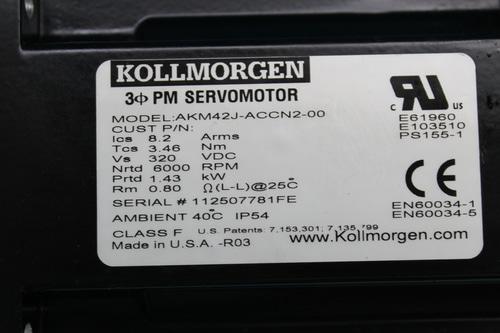 KOLLMORGEN
3Φ PM SERVOMOTOR
MODEL:AKM42J-ACCN2-00
CUST P/N:
Ics 8.2 Arms
Tcs 3.46 Nm
Vs 320 VDC
Nrtd 6000 RPM
Prtd 1.43 kW
Rm 0.80 Ω(L-L)@25°C
SERIAL # 112507781FE
AMBIENT 40°C IP54
CLASS F U.S. Patents: 7,153,301; 7,135,799
Made in U.S.A. -R03 www.Kollmorgen.com
c RU us
E61960
E103510
PS155-1
CE
EN60034-1
EN60034-5